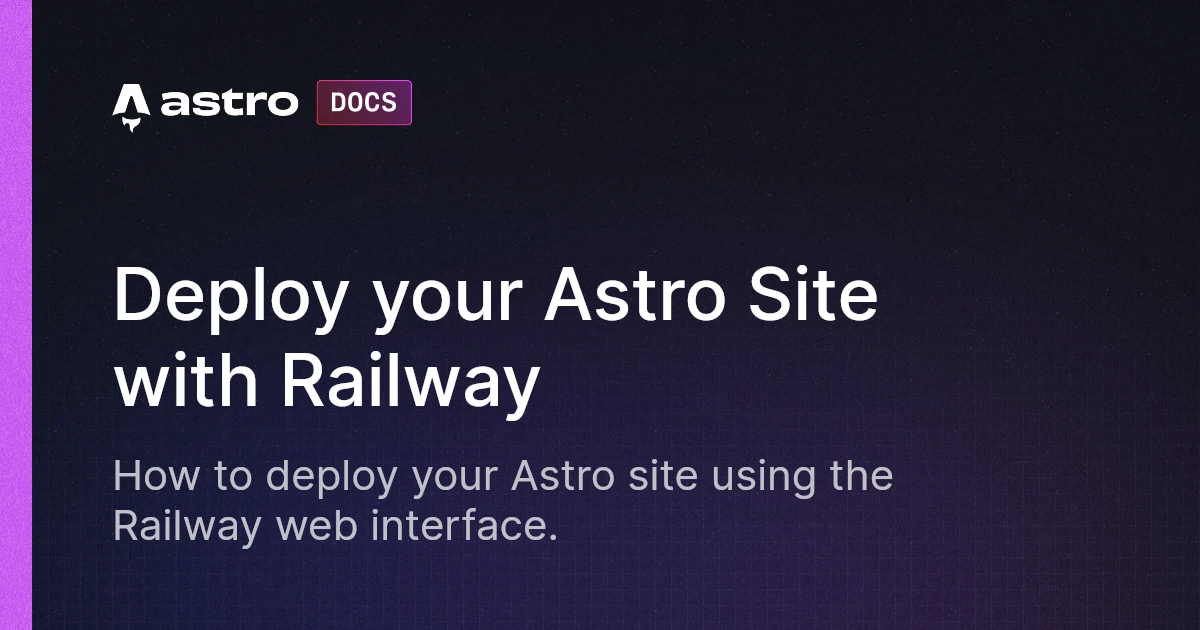 astro DOCS
Deploy your Astro Site
with Railway
How to deploy your Astro site using the
Railway web interface.